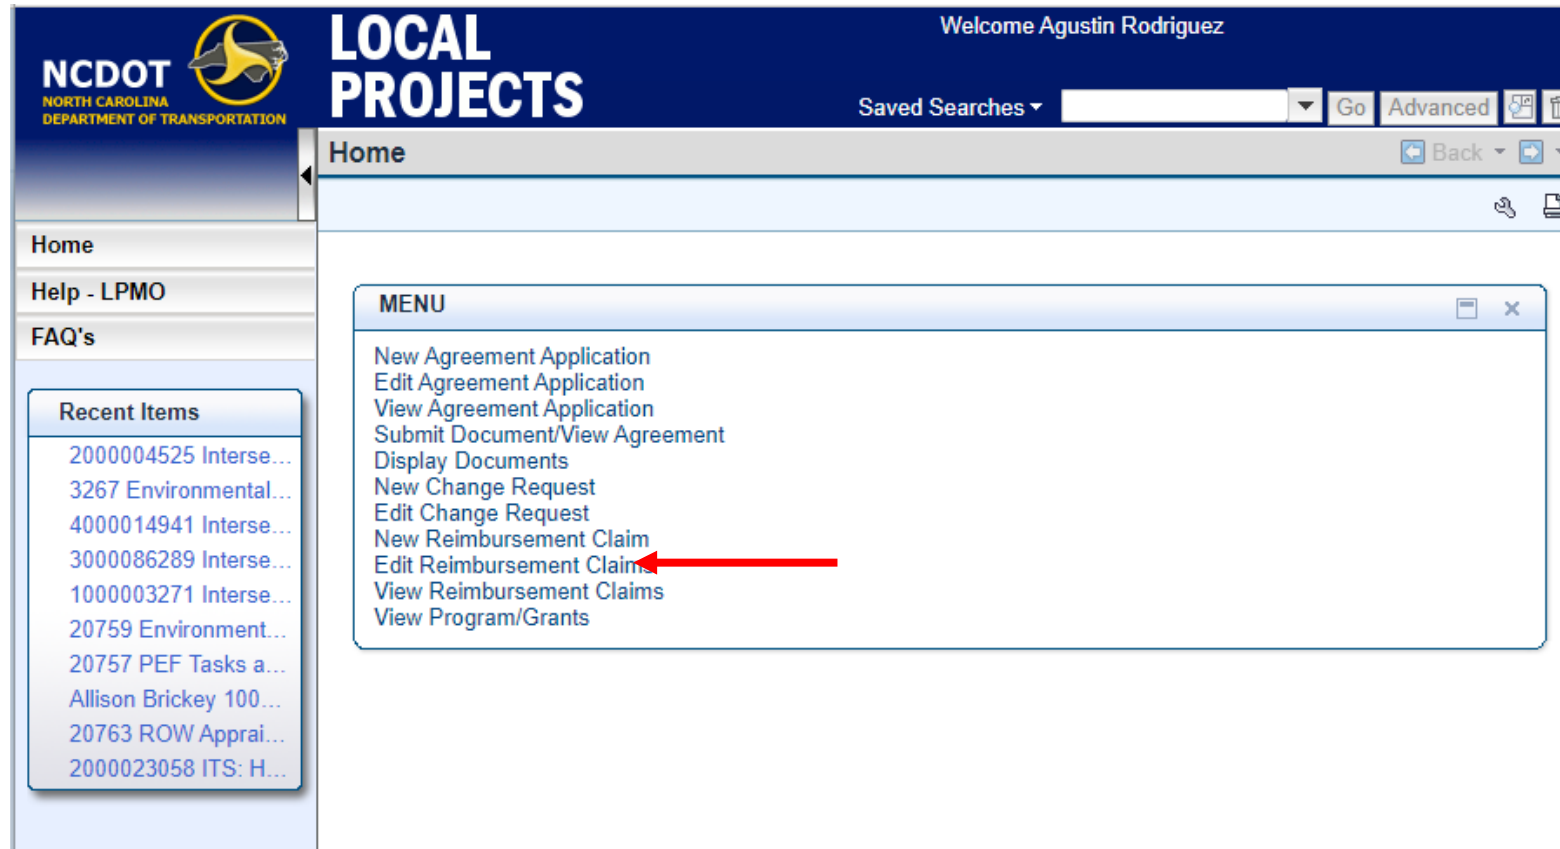 NCDOT
NORTH CAROLINA
DEPARTMENT OF TRANSPORTATION
LOCAL
PROJECTS
Welcome Agustin Rodriguez
Saved Searches
Go
Advanced
Home
Back
Home
Help - LPMO
FAQ's
Recent Items
2000004525 Interse...
3267 Environmental...
4000014941 Interse...
3000086289 Interse...
1000003271 Interse...
20759 Environment...
20757 PEF Tasks a...
Allison Brickey 100...
20763 ROW Apprai...
2000023058 ITS: H...
MENU
New Agreement Application
Edit Agreement Application
View Agreement Application
Submit Document/View Agreement
Display Documents
New Change Request
Edit Change Request
New Reimbursement Claim
Edit Reimbursement Claims
View Reimbursement Claims
View Program/Grants